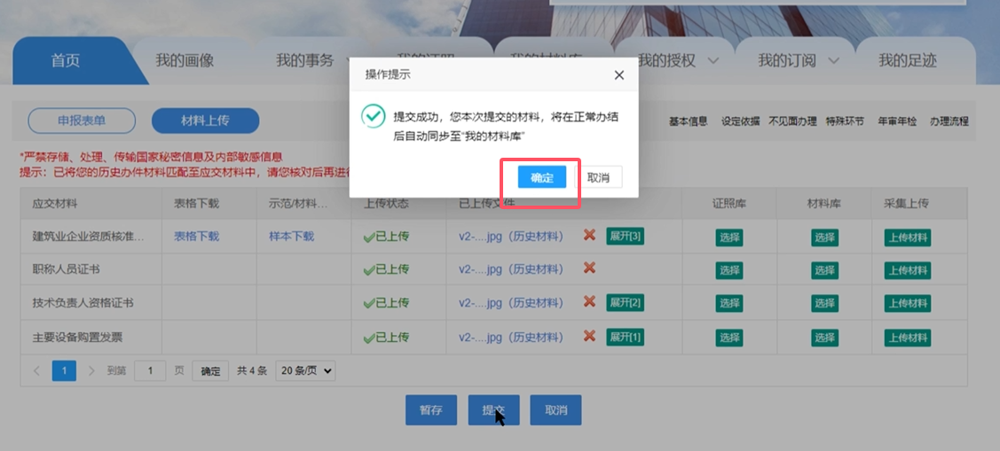 首页
我的画像
我的事务
我的证照
我的材料库
我的授权
我的订阅
我的足迹
操作提示
提交成功，您本次提交的材料，将在正常办结
后自动同步至“我的材料库”
确定
取消
申报表单
材料上传
基本信息
设定依据
不见面办理
特殊环节
年审年检
办理流程
*严禁存储、处理、传输国家秘密信息及内部敏感信息
提示：已将您的历史办件材料匹配至应交材料中，请您核对后再进行
应交材料 表格下载 示范/材料... 上传状态 已上传文件 证照库 材料库 采集上传
建筑业企业资质核准... 表格下载 样本下载 已上传 v2-....jpg（历史材料） 展开[3] 选择 选择 上传材料
职称人员证书 已上传 v2-....jpg（历史材料） 选择 选择 上传材料
技术负责人资格证书 已上传 v2-....jpg（历史材料） 展开[2] 选择 选择 上传材料
主要设备购置发票 已上传 v2-....jpg（历史材料） 展开[1] 选择 选择 上传材料
1 到第 1 页 确定 共 4 条 20 条/页
暂存 提交 取消